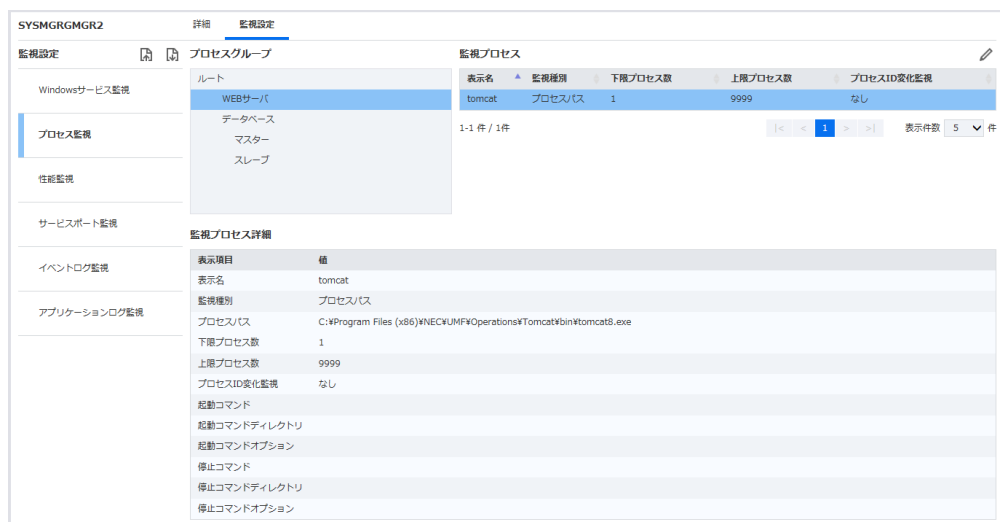 SYSMGRGMGR2
詳細 監視設定
監視設定
Windowsサービス監視
プロセス監視
性能監視
サービスポート監視
イベントログ監視
アプリケーションログ監視
プロセスグループ
ルート
WEBサーバ
データベース
マスター
スレーブ
監視プロセス
表示名 監視種別 下限プロセス数 上限プロセス数 プロセスID変化監視
tomcat プロセスパス 1 9999 なし
1-1 件 / 1件 |< < 1 > >| 表示件数 5 件
監視プロセス詳細
表示項目 値
表示名 tomcat
監視種別 プロセスパス
プロセスパス C:¥Program Files (x86)¥NEC¥UMF¥Operations¥Tomcat¥bin¥tomcat8.exe
下限プロセス数 1
上限プロセス数 9999
プロセスID変化監視 なし
起動コマンド
起動コマンドディレクトリ
起動コマンドオプション
停止コマンド
停止コマンドディレクトリ
停止コマンドオプション